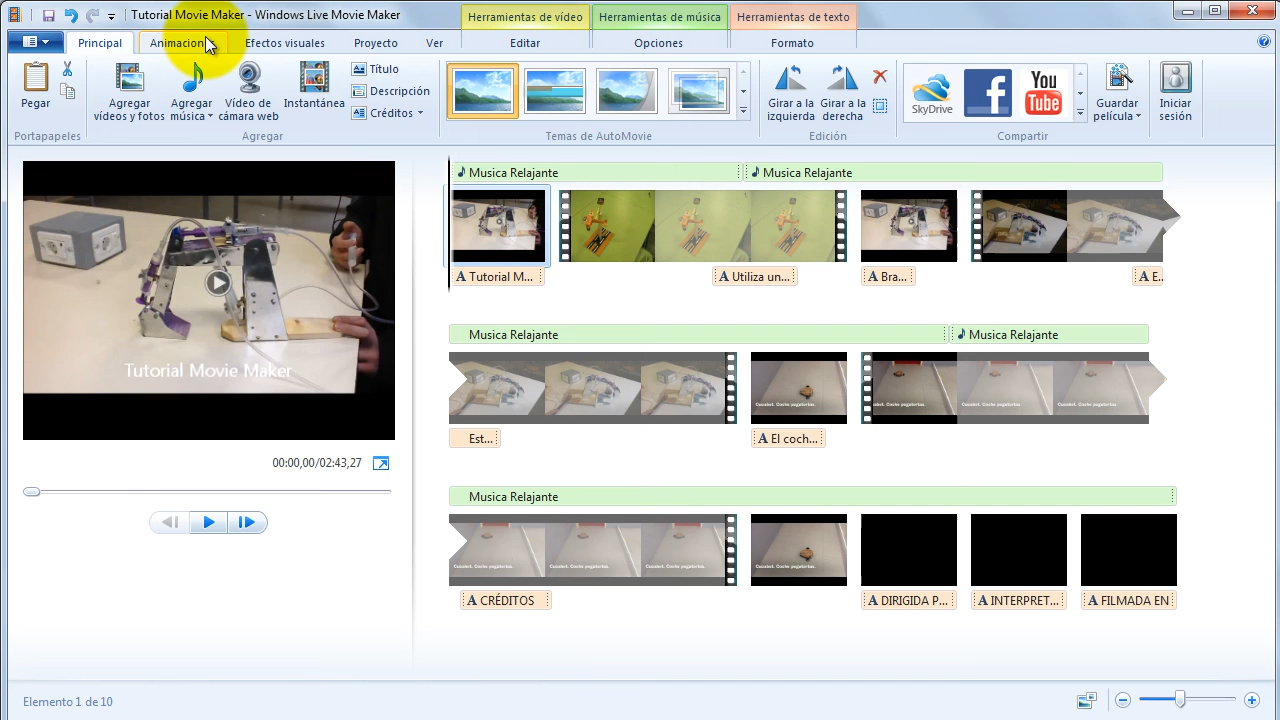 Tutorial Movie Maker - Windows Live Movie Maker
Herramientas de vídeo
Herramientas de música
Herramientas de texto
Principal
Efectos visuales
Proyecto
Ver
Editar
Opciones
Formato
Pegar
Agregar vídeos y fotos
Agregar música
Vídeo de cámara web
Instantánea
Título
Descripción
Créditos
Girar a la izquierda
Girar a la derecha
SkyDrive
You Tube
Guardar película
Iniciar sesión
Portapapeles
Agregar
Temas de AutoMovie
Edición
Compartir
Tutorial Movie Maker
00:00,00/02:43,27
Musica Relajante
Musica Relajante
A Tutorial M...
A Utiliza un...
A Bra...
A E...
Musica Relajante
Musica Relajante
Est...
A El coch...
Musica Relajante
A CRÉDITOS
A DIRIGIDA P...
A INTERPRET...
A FILMADA EN
Elemento 1 de 10